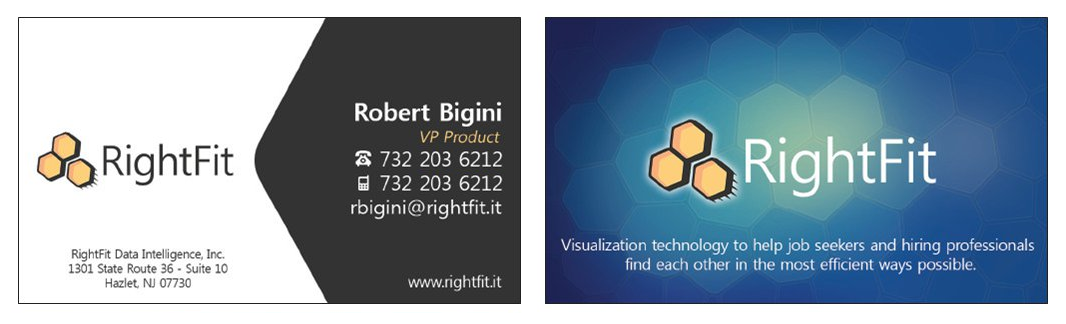 RightFit
Robert Bigini
VP Product
732 203 6212
732 203 6212
rbigini@rightfit.it
RightFit Data Intelligence, Inc.
1301 State Route 36 - Suite 10
Hazlet, NJ 07730
www.rightfit.it
RightFit
Visualization technology to help job seekers and hiring professionals
find each other in the most efficient ways possible.